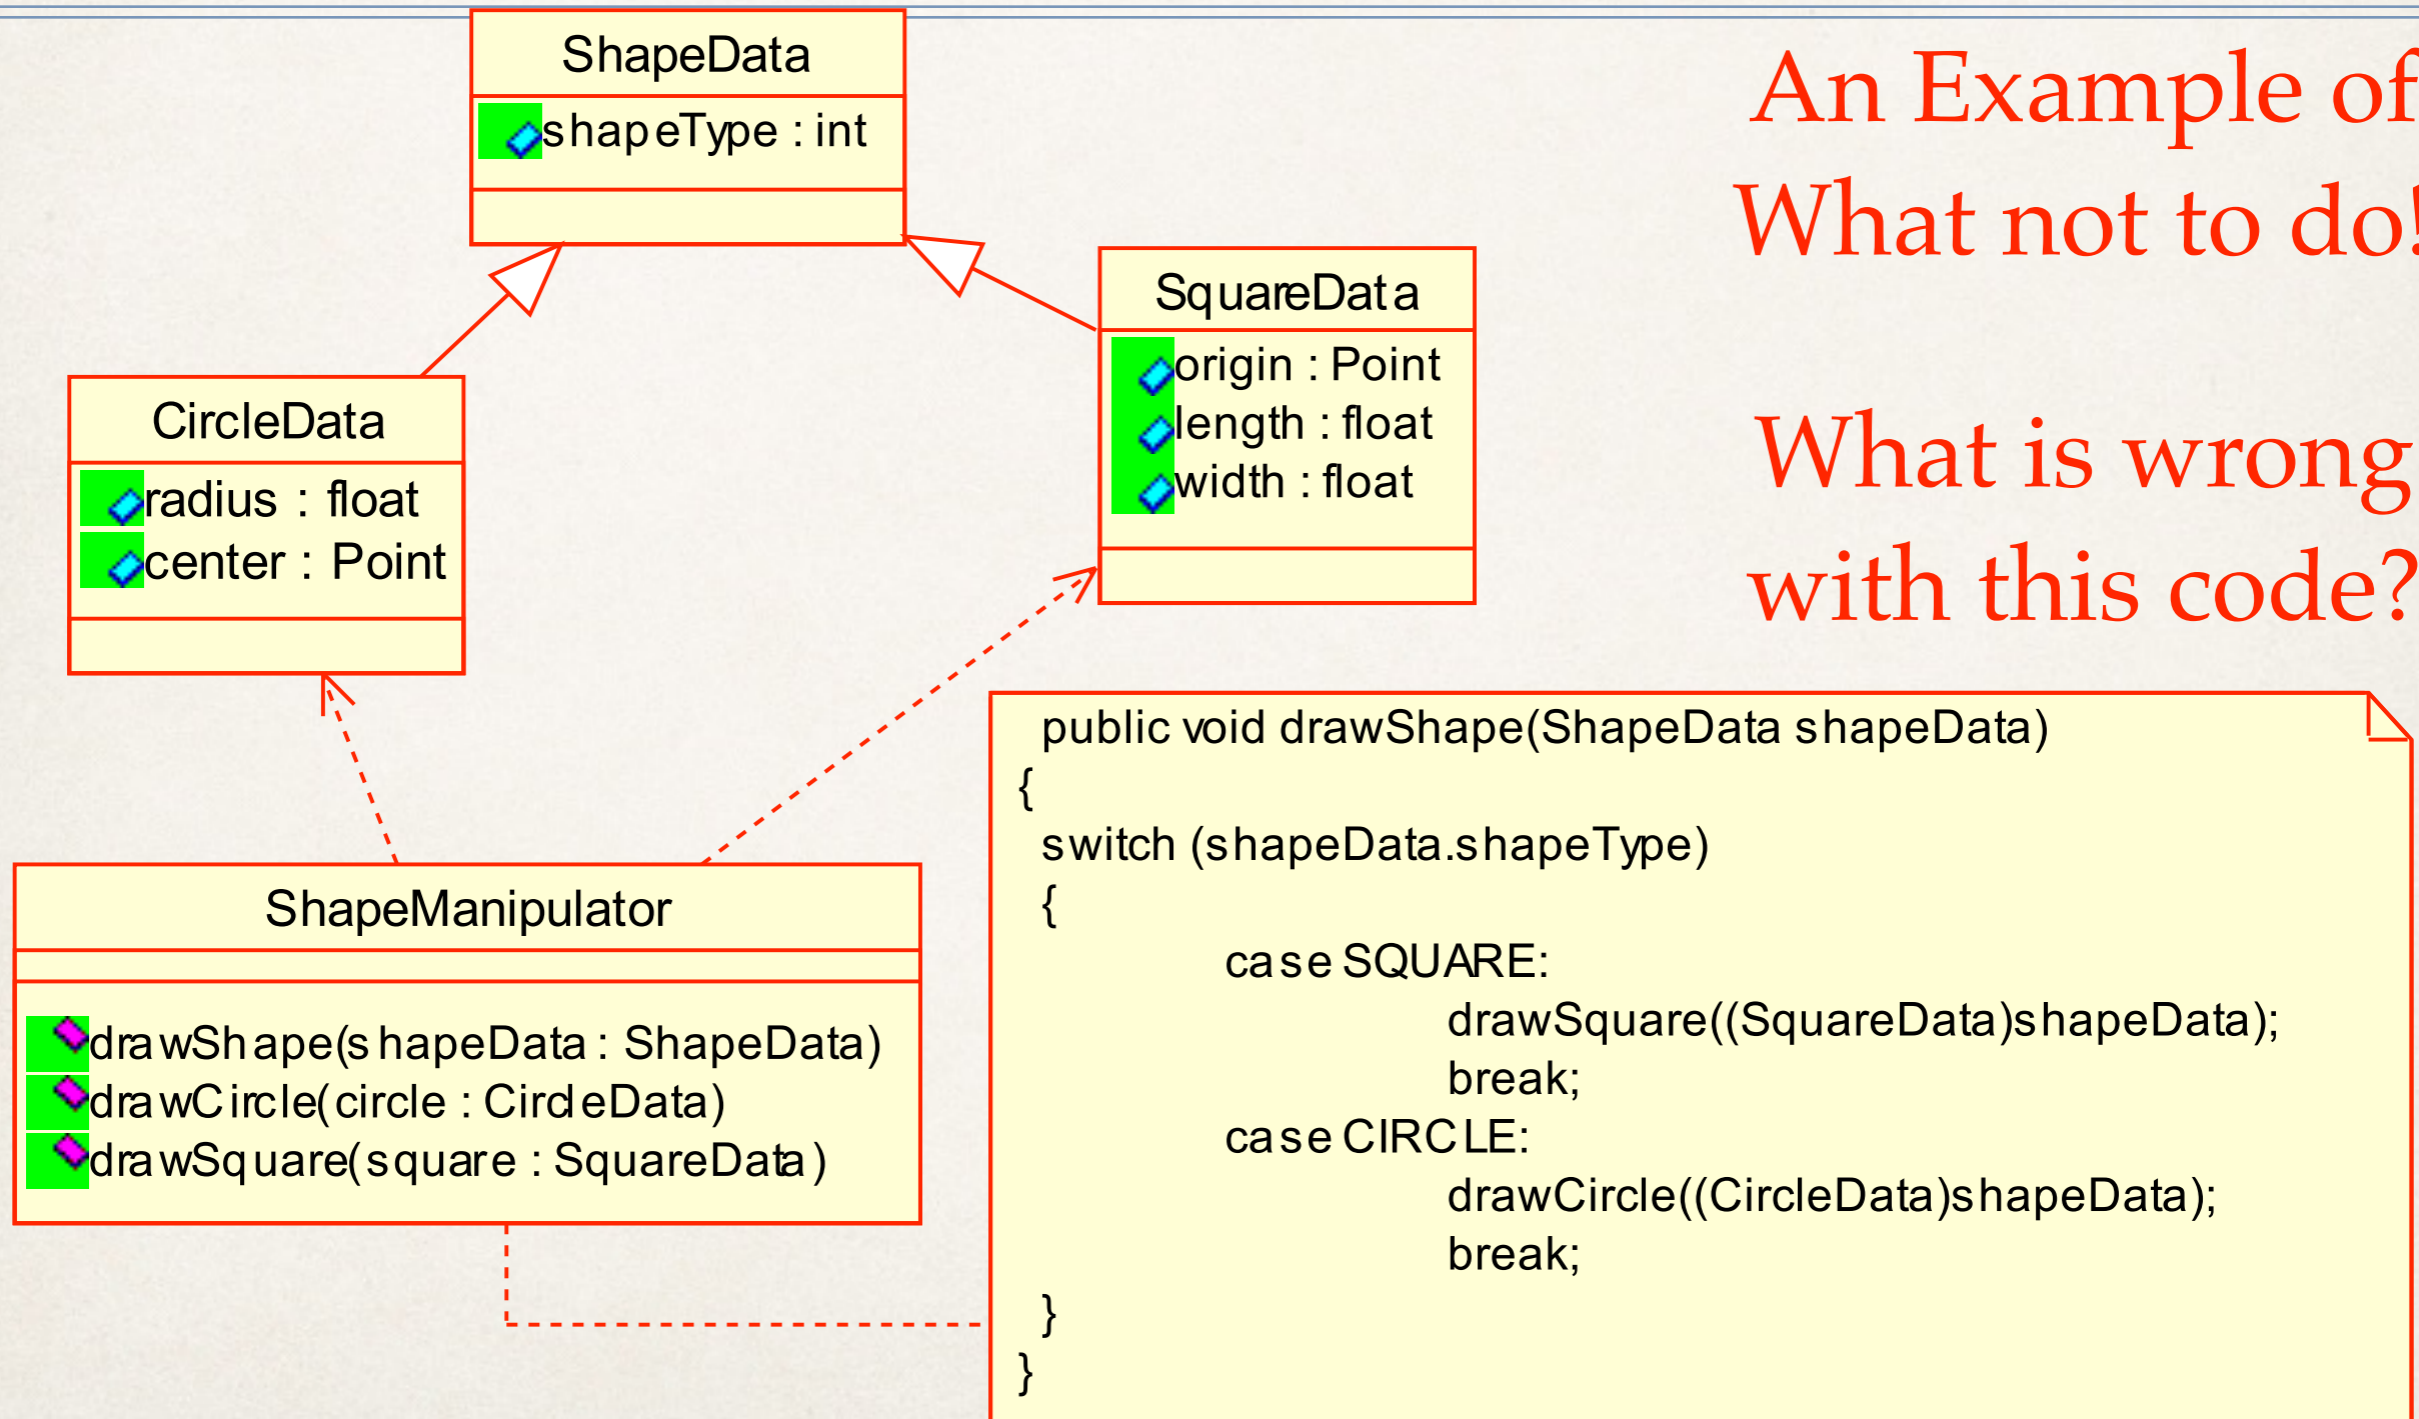 ShapeData
shapeType : int
An Example of
What not to do!
SquareData
origin : Point
length : float
width : float
CircleData
radius : float
center : Point
What is wrong
with this code?
ShapeManipulator
drawShape(shapeData : ShapeData)
drawCircle(circle : CircleData)
drawSquare(square : SquareData)
public void drawShape(ShapeData shapeData)
{
switch (shapeData.shapeType)
{
case SQUARE:
drawSquare((SquareData)shapeData);
break;
case CIRCLE:
drawCircle((CircleData)shapeData);
break;
}
}